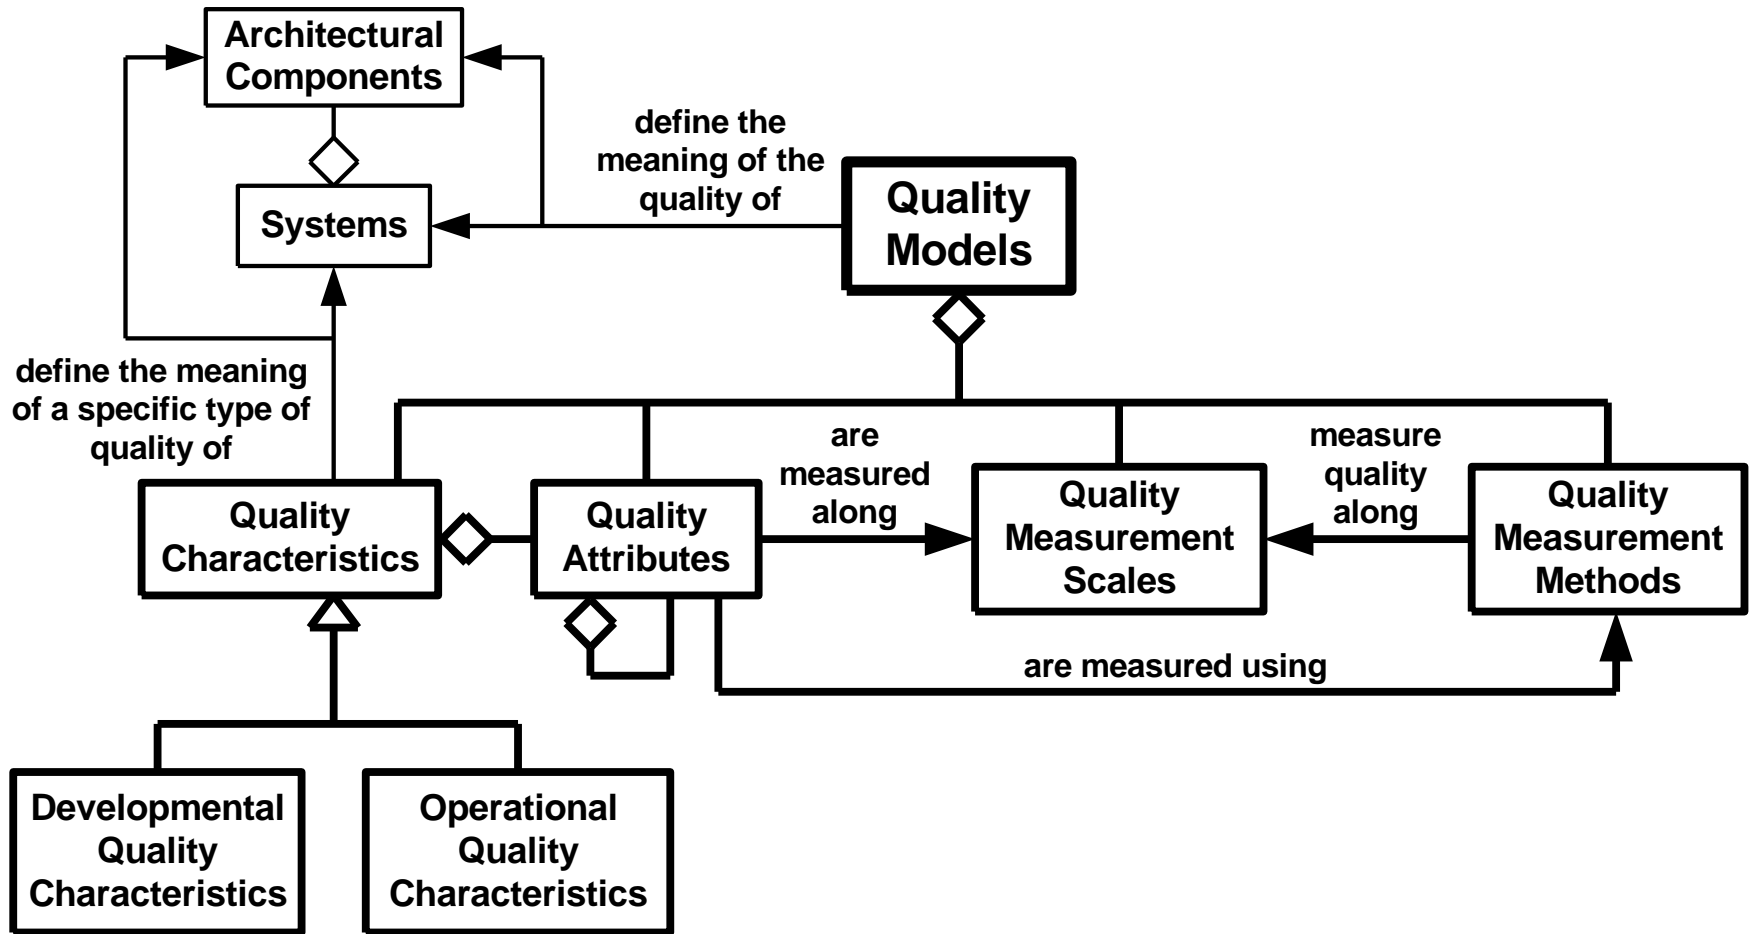 Architectural
Components
define the
meaning of the
quality of
Quality
Models
Systems
define the meaning
of a specific type of
quality of
are
measured
along
measure
quality
along
Quality
Characteristics
Quality
Attributes
Quality
Measurement
Scales
Quality
Measurement
Methods
are measured using
Developmental
Quality
Characteristics
Operational
Quality
Characteristics